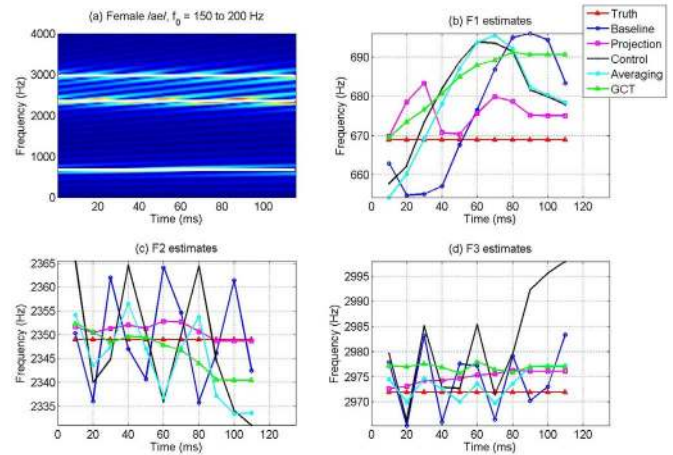 (a) Female /ae/, f0 = 150 to 200 Hz
4000
3000
2000
1000
0
Frequency (Hz)
20 40 60 80 100
Time (ms)
(b) F1 estimates
690
680
670
660
Frequency (Hz)
0 20 40 60 80 100
Time (ms)
Truth
Baseline
Projection
Control
Averaging
GCT
(c) F2 estimates
2365
2360
2355
2350
2345
2340
2335
Frequency (Hz)
0 20 40 60 80 100
Time (ms)
(d) F3 estimates
2995
2990
2985
2980
2975
2970
Frequency (Hz)
0 20 40 60 80 100
Time (ms)